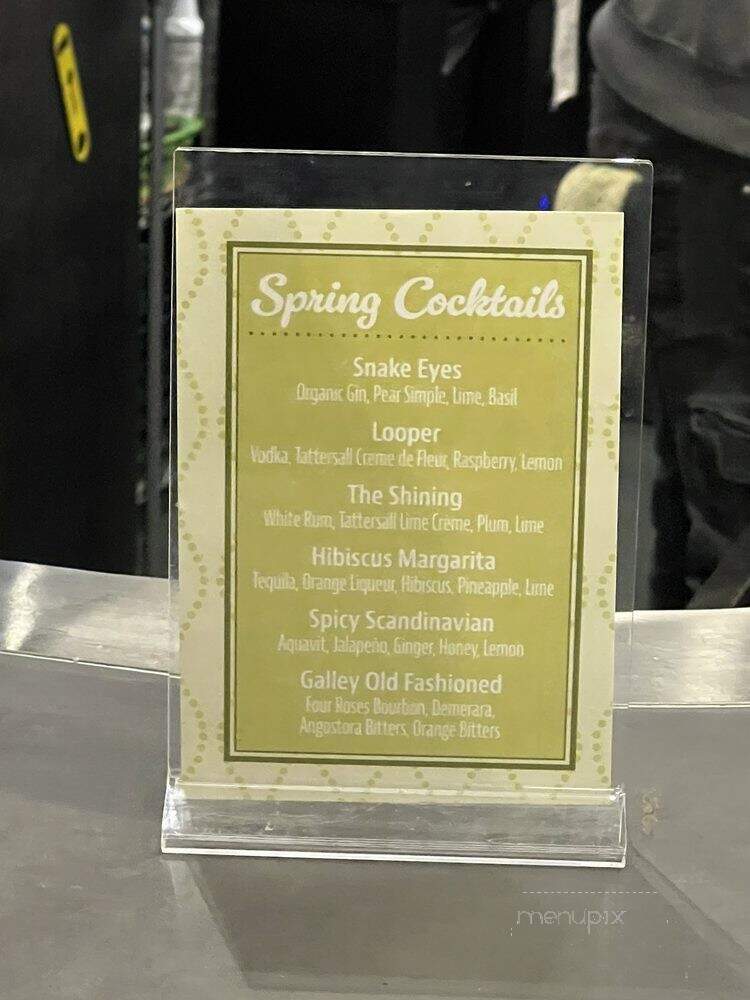 Spring Cocktails
Snake Eyes
Organic Gin, Pear Simple, Lime, Basil
Looper
Vodka, Tattersall Creme de Fleur, Raspberry, Lemon
The Shining
White Rum, Tattersall Lime Crème, Plum, Lime
Hibiscus Margarita
Tequila, Orange Liqueur, Hibiscus, Pineapple, Lime
Spicy Scandinavian
Aquavit, Jalapeño, Ginger, Honey, Lemon
Galley Old Fashioned
Four Roses Bourbon, Demerara,
Angostora Bitters, Orange Bitters
menupix